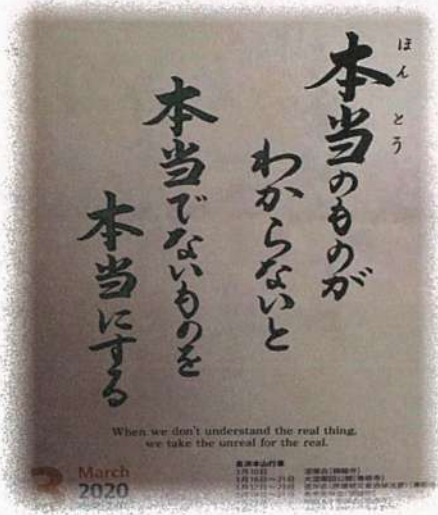 本当のものが
ほんとう
わからないと
本当でないものを
本当にする
When we don't understand the real thing,
we take the unreal for the real.
3 March
2020